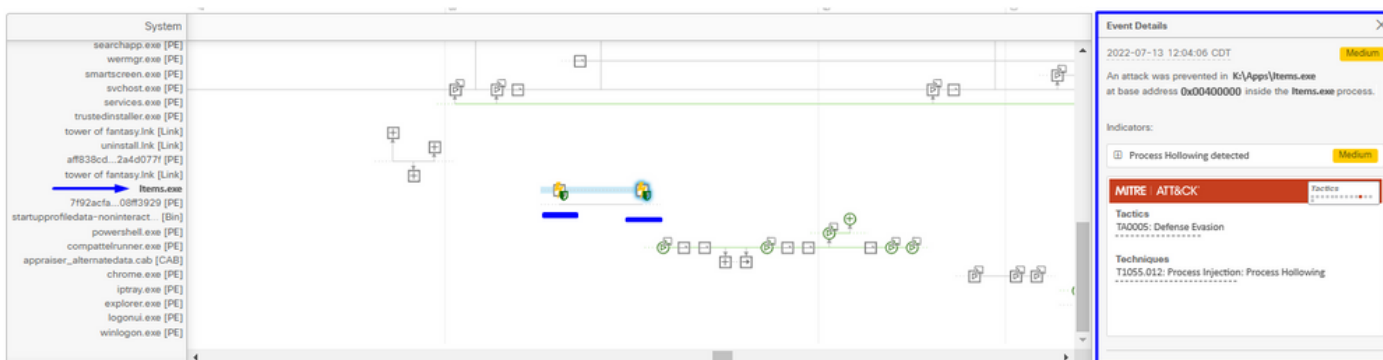 System
searchapp.exe [PE]
wermgr.exe [PE]
smartscreen.exe [PE]
svchost.exe [PE]
services.exe [PE]
trustedinstaller.exe [PE]
tower of fantasy.lnk [Link]
uninstall.lnk [Link]
aff838cd...2a4d077f [PE]
tower of fantasy.lnk [Link]
Items.exe
7f92acfa...08ff3929 [PE]
startupprofiledata-noninteract... [Bin]
powershell.exe [PE]
compattelrunner.exe [PE]
appraiser_alternatedata.cab [CAB]
chrome.exe [PE]
iptray.exe [PE]
explorer.exe [PE]
logonui.exe [PE]
winlogon.exe [PE]
Event Details
2022-07-13 12:04:06 CDT
Medium
An attack was prevented in K:\Apps\Items.exe
at base address 0x00400000 inside the Items.exe process.
Indicators:
Process Hollowing detected
Medium
MITRE | ATT&CK
Tactics
Tactics
TA0005: Defense Evasion
Techniques
T1055.012: Process Injection: Process Hollowing